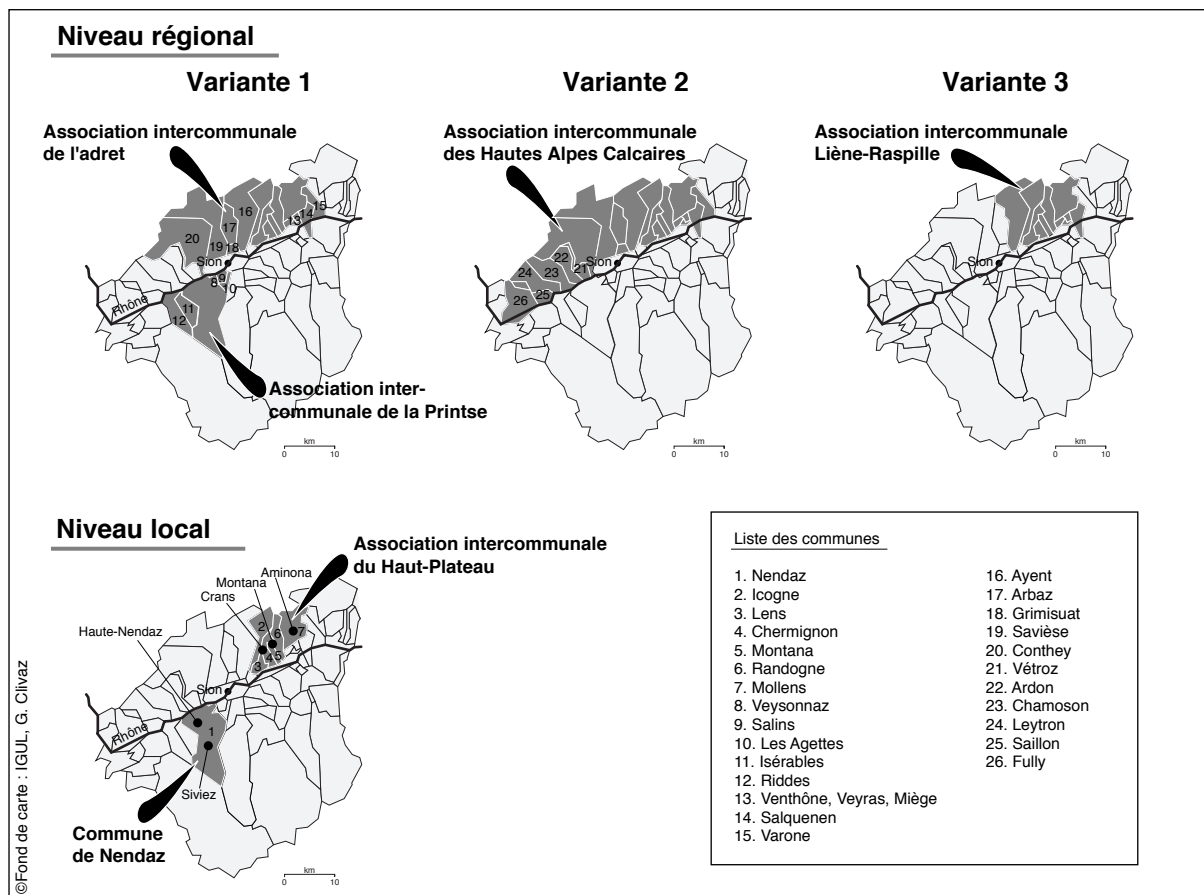 Niveau régional
Variante 1
Variante 2
Variante 3
Association intercommunale
de l'adret
Association intercommunale
des Hautes Alpes Calcaires
Association intercommunale
Liène-Raspille
15
14
13
16
17
20
19
18
Sion
9
8
10
Rhône
11
12
Association inter-
communale de la Printse
km
0
10
22
24
23
21
Sion
25
26
km
0
10
Sion
km
0
10
Niveau local
Association intercommunale
du Haut-Plateau
Aminona
Montana
Crans
Haute-Nendaz
2
6
7
4
5
3
Sion
Rhône
1
Siviez
Commune
de Nendaz
km
0
10
Liste des communes
1. Nendaz
2. Icogne
3. Lens
4. Chermignon
5. Montana
6. Randogne
7. Mollens
8. Veysonnaz
9. Salins
10. Les Agettes
11. Isérables
12. Riddes
13. Venthône, Veyras, Miège
14. Salquenen
15. Varone
16. Ayent
17. Arbaz
18. Grimisuat
19. Savièse
20. Conthey
21. Vétroz
22. Ardon
23. Chamoson
24. Leytron
25. Saillon
26. Fully
©Fond de carte : IGUL, G. Clivaz